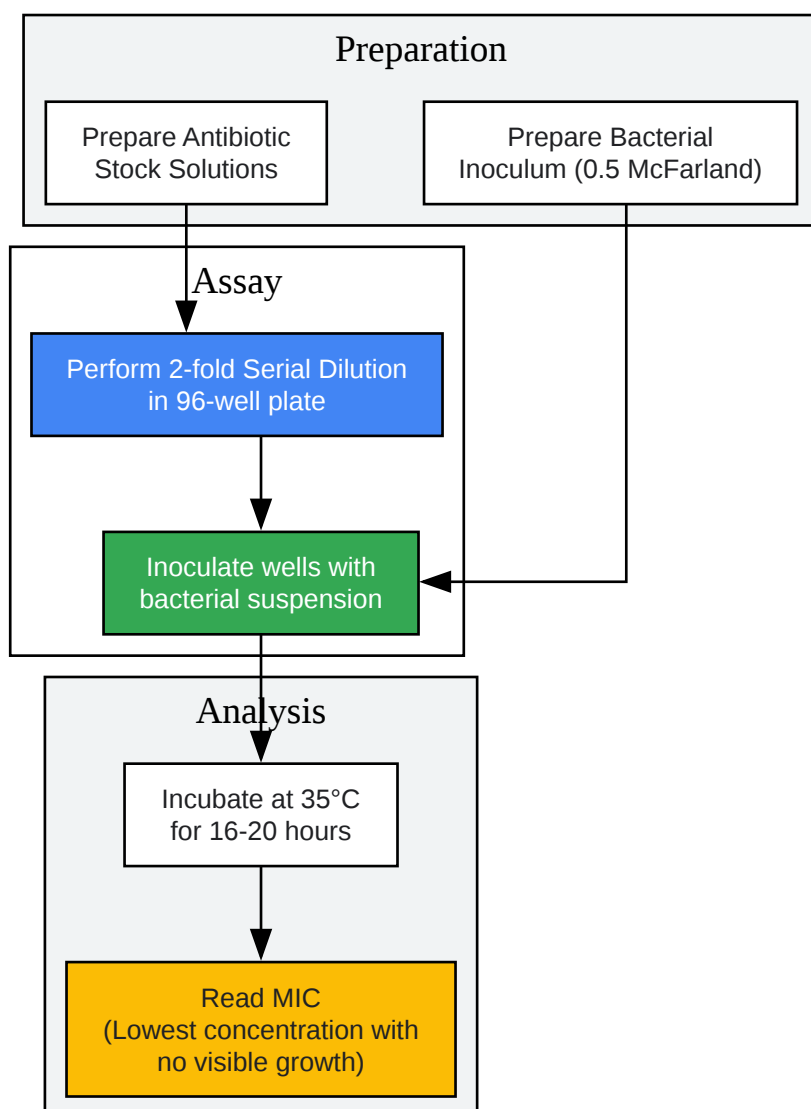 Preparation
Prepare Antibiotic
Stock Solutions
Prepare Bacterial
Inoculum (0.5 McFarland)
Assay
Perform 2-fold Serial Dilution
in 96-well plate
Inoculate wells with
bacterial suspension
Analysis
Incubate at 35°C
for 16-20 hours
Read MIC
(Lowest concentration with
no visible growth)